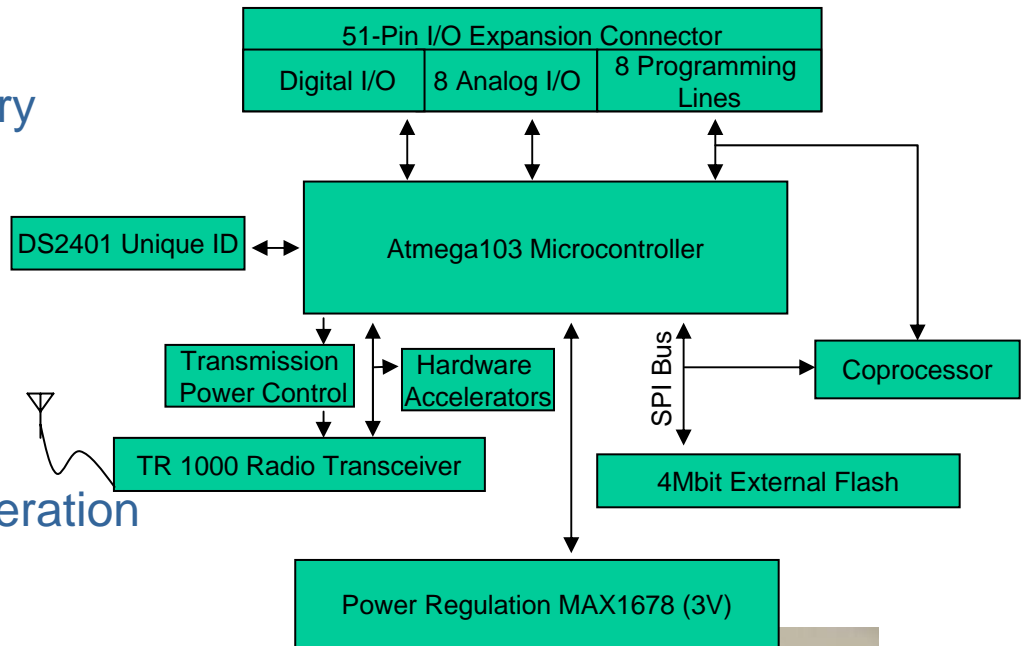 51-Pin I/O Expansion Connector
Digital I/O
8 Analog I/O
8 Programming
Lines
DS2401 Unique ID
Atmega103 Microcontroller
Transmission
Power Control
Hardware
Accelerators
SPI Bus
Coprocessor
TR 1000 Radio Transceiver
4Mbit External Flash
Power Regulation MAX1678 (3V)